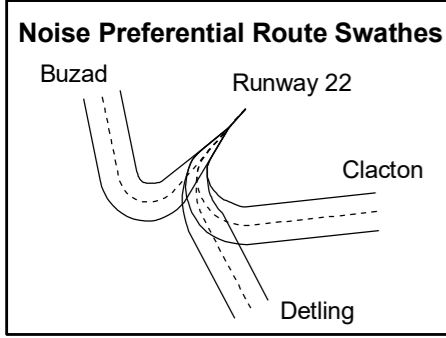 Noise Preferential Route Swathes
Buzad
Runway 22
Clacton
Detling